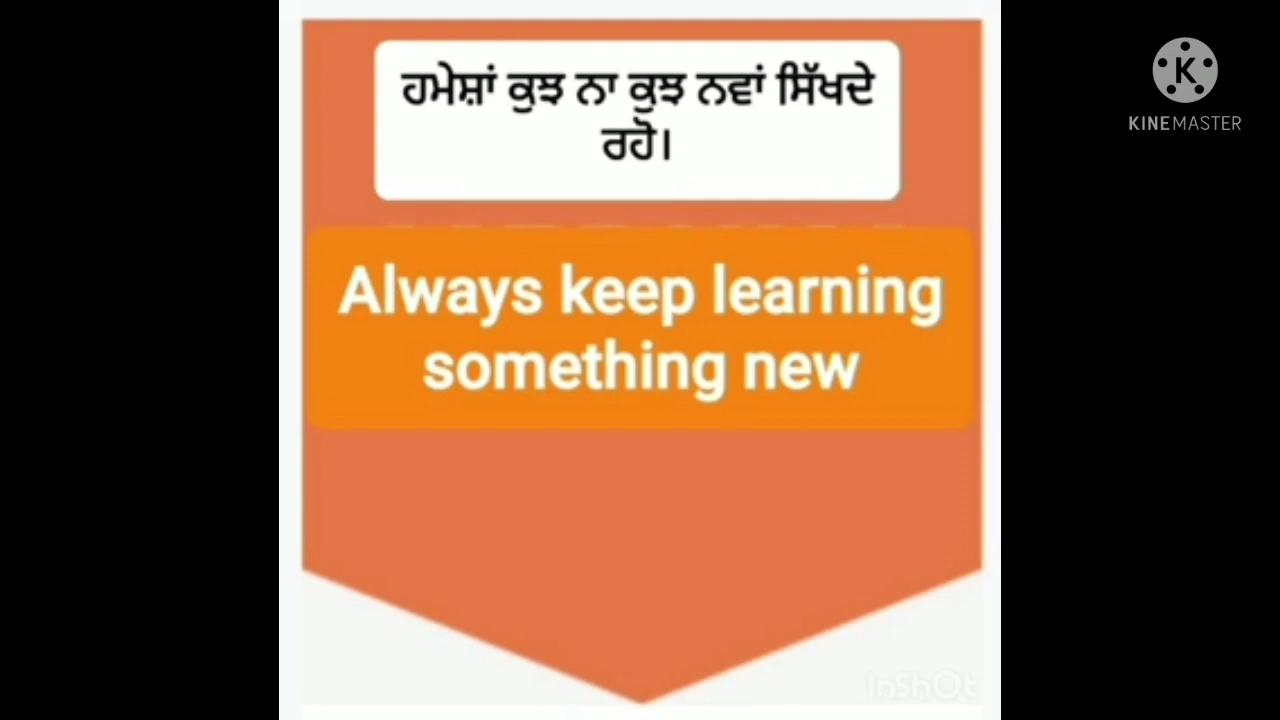 ਹਮੇਸ਼ਾਂ ਕੁਝ ਨਾ ਕੁਝ ਨਵਾਂ ਸਿੱਖਦੇ
ਰਹੋ।
Always keep learning
something new
K
KINEMASTER
InShOt